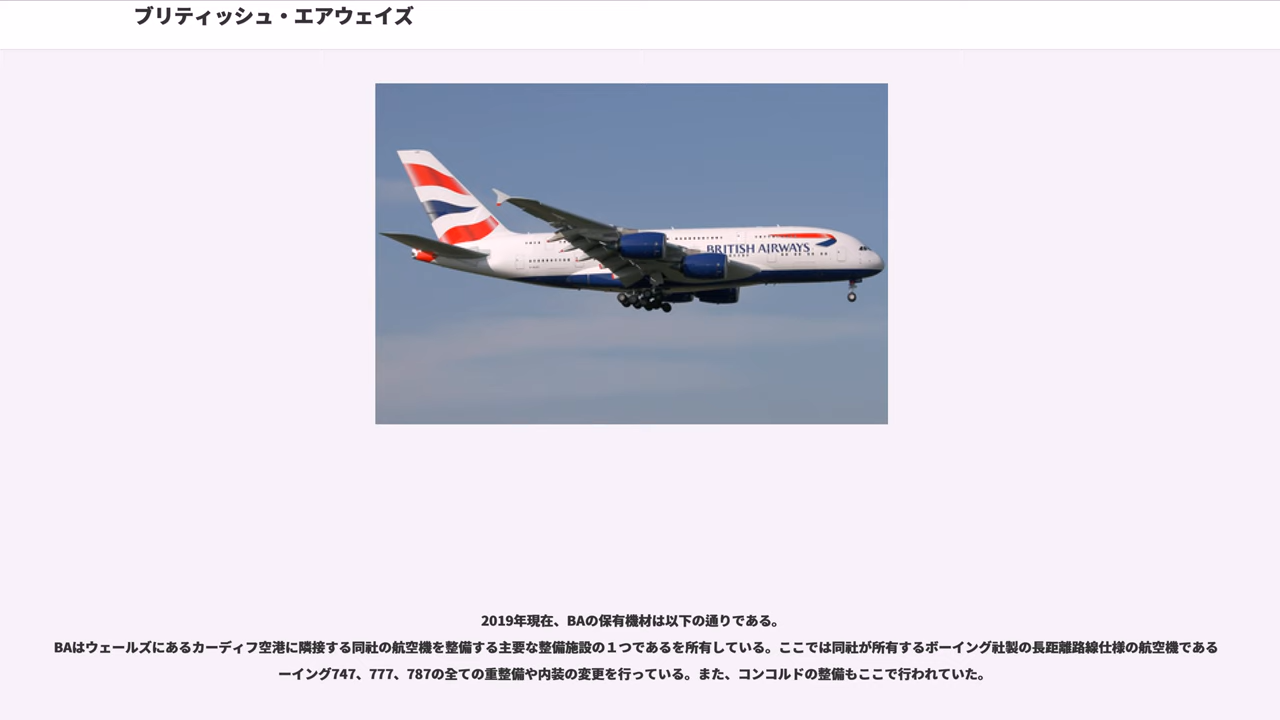 ブリティッシュ・エアウェイズ
BRITISH AIRWAYS
2019年現在、BAの保有機材は以下の通りである。
BAはウェールズにあるカーディフ空港に隣接する同社の航空機を整備する主要な整備施設の１つであるを所有している。ここでは同社が所有するボーイング社製の長距離路線仕様の航空機である
ーイング747、777、787の全ての重整備や内装の変更を行っている。また、コンコルドの整備もここで行われていた。